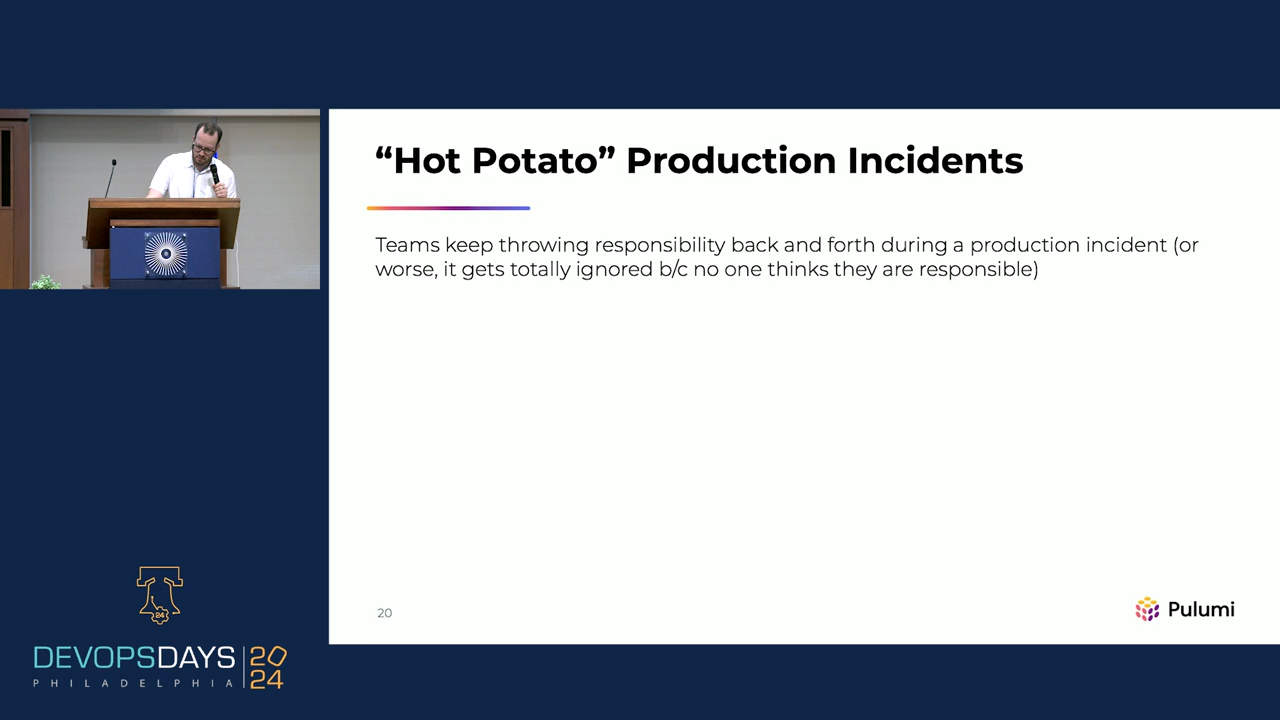 “Hot Potato” Production Incidents
Teams keep throwing responsibility back and forth during a production incident (or
worse, it gets totally ignored b/c no one thinks they are responsible)
20
Pulumi
24
DEVOPSDAYS
PHILADELPHIA
20
24